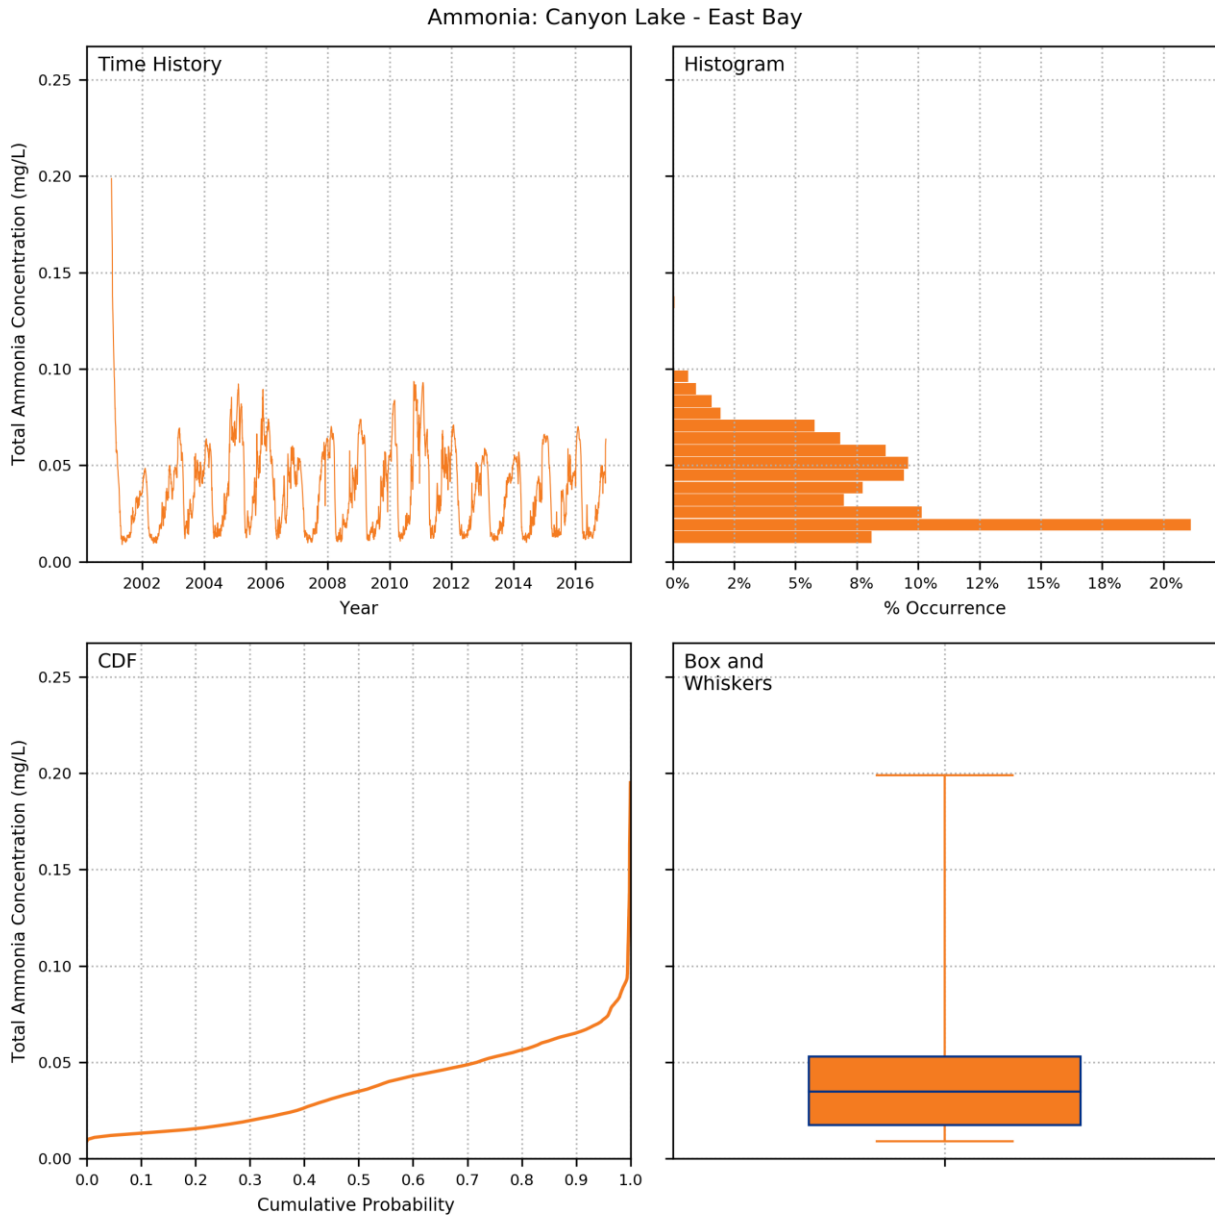 Ammonia: Canyon Lake - East Bay
Time History
0.25
0.20
0.15
0.10
0.05
0.00
Total Ammonia Concentration (mg/L)
2002 2004 2006 2008 2010 2012 2014 2016
Year
Histogram
0% 2% 5% 8% 10% 12% 15% 18% 20%
% Occurrence
CDF
0.25
0.20
0.15
0.10
0.05
0.00
Total Ammonia Concentration (mg/L)
0.0 0.1 0.2 0.3 0.4 0.5 0.6 0.7 0.8 0.9 1.0
Cumulative Probability
Box and
Whiskers